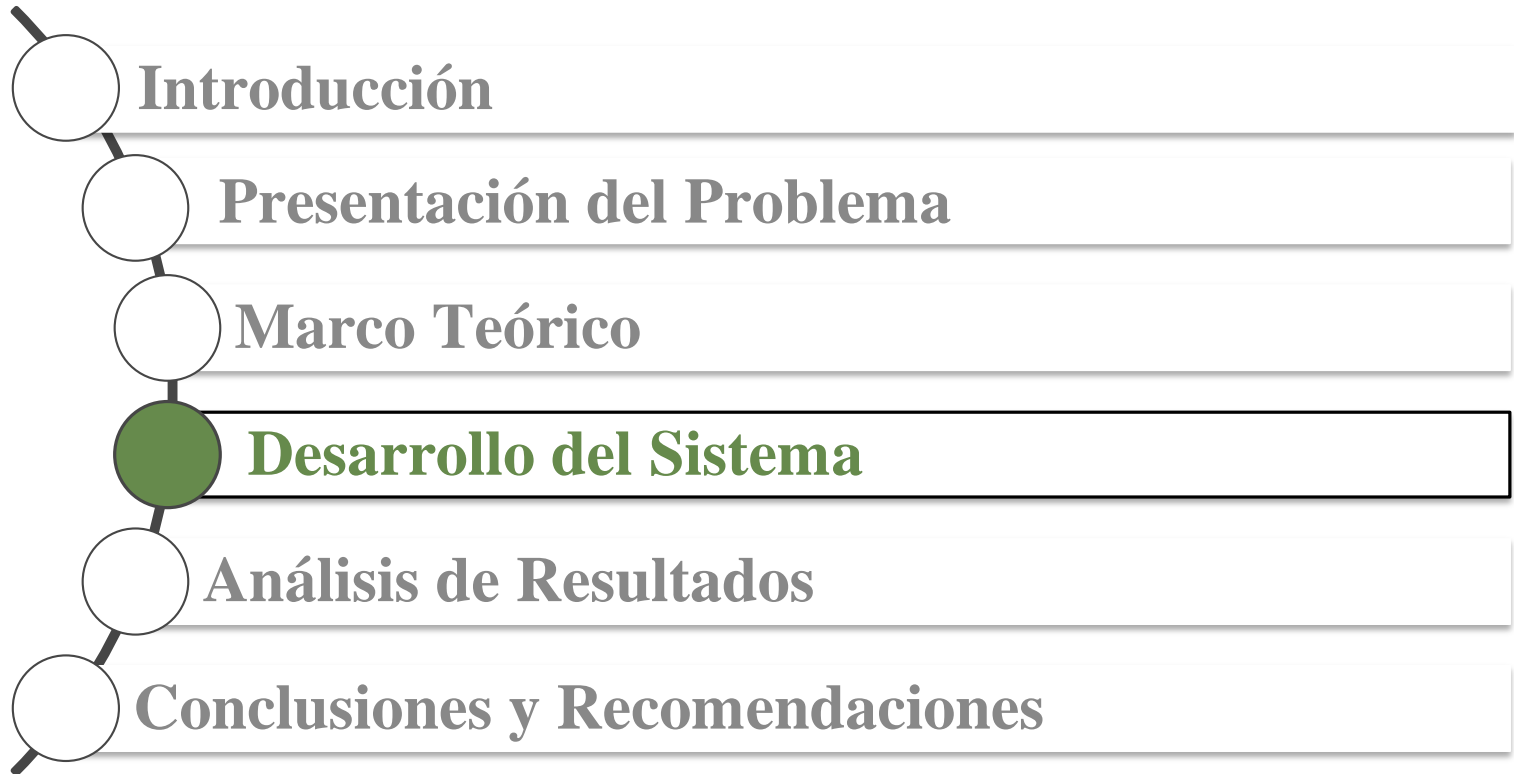 Introducción
Presentación del Problema
Marco Teórico
Desarrollo del Sistema
Análisis de Resultados
Conclusiones y Recomendaciones